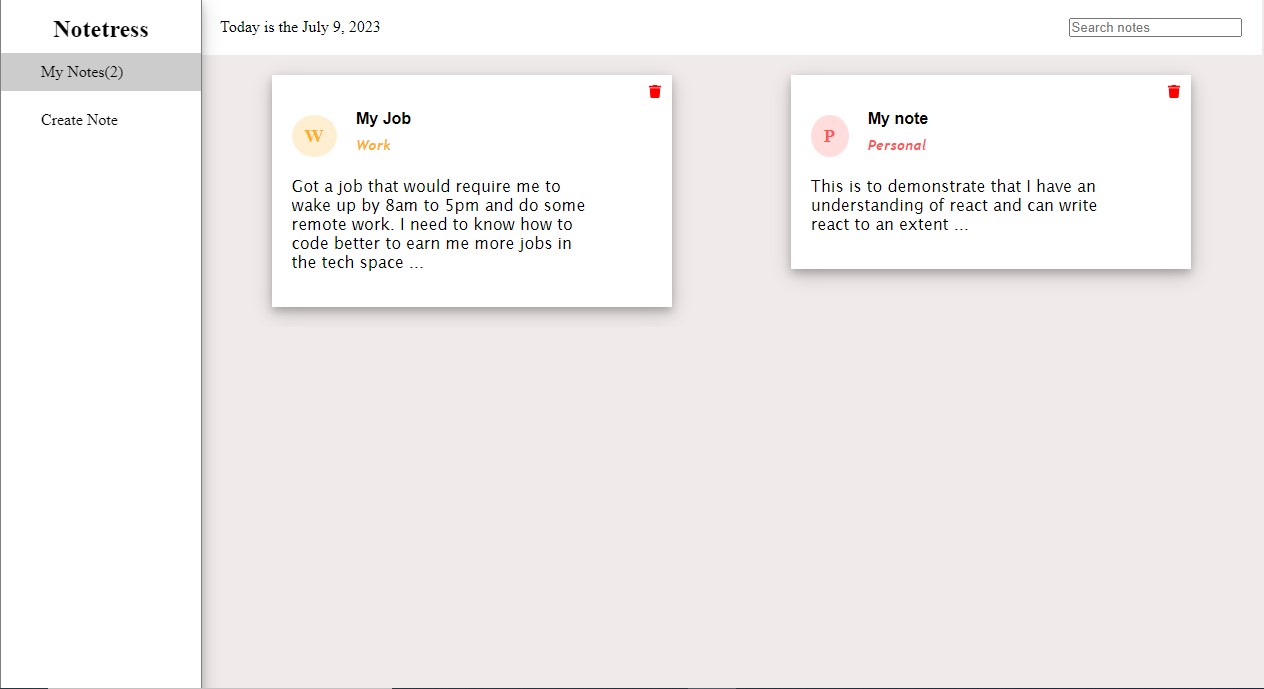 Notetress
My Notes(2)
Create Note
Today is the July 9, 2023
Search notes
W
My Job
Work
Got a job that would require me to
wake up by 8am to 5pm and do some
remote work. I need to know how to
code better to earn me more jobs in
the tech space ...
P
My note
Personal
This is to demonstrate that I have an
understanding of react and can write
react to an extent ...